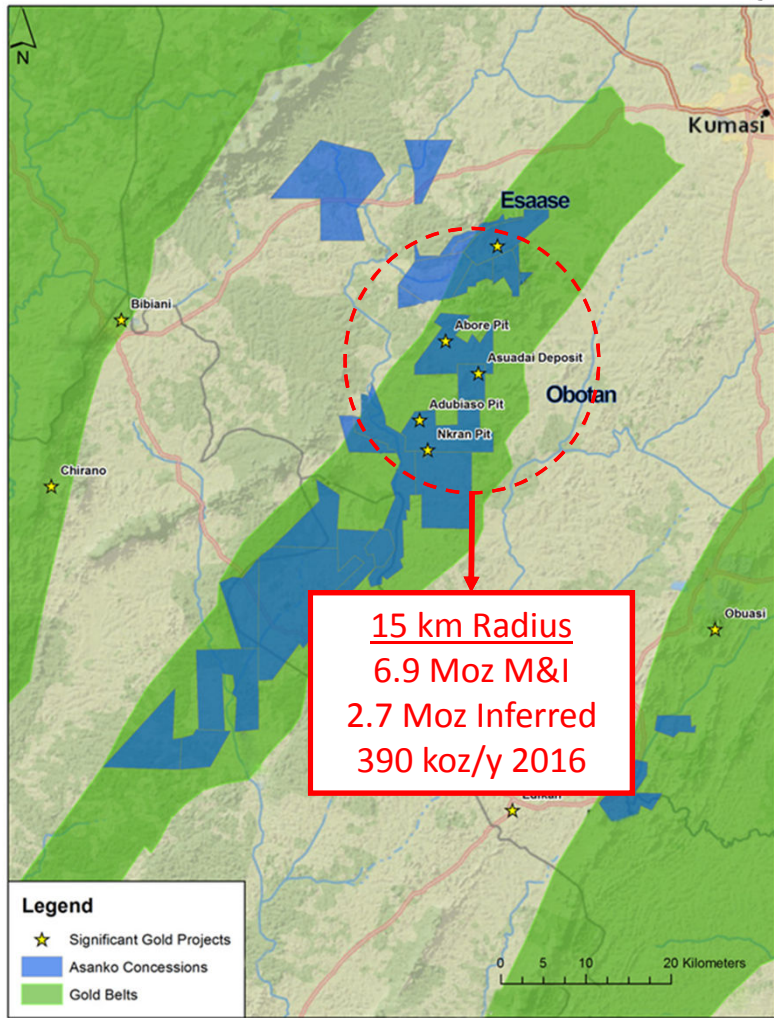 N
Kumasi
Esaase
Bibiani
Abore Pit
Asuadai Deposit
Obotan
Adubiaso Pit
Nkran Pit
Chirano
15 km Radius
6.9 Moz M&I
2.7 Moz Inferred
390 koz/y 2016
Obuasi
Edikan
Legend
Significant Gold Projects
Asanko Concessions
Gold Belts
0 5 10 20 Kilometers